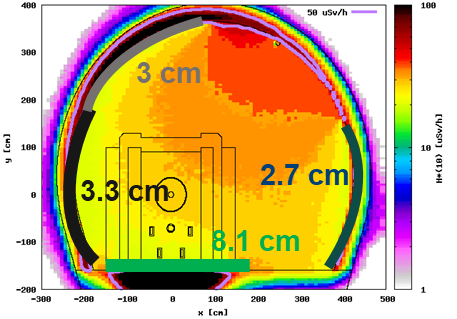 400
300
200
100
0
-100
-200
y [cm]
-300 -200 -100 0 100 200 300 400 500
x [cm]
50 uSv/h
3 cm
3.3 cm
2.7 cm
8.1 cm
100
10
1
H*(10) [uSv/h]